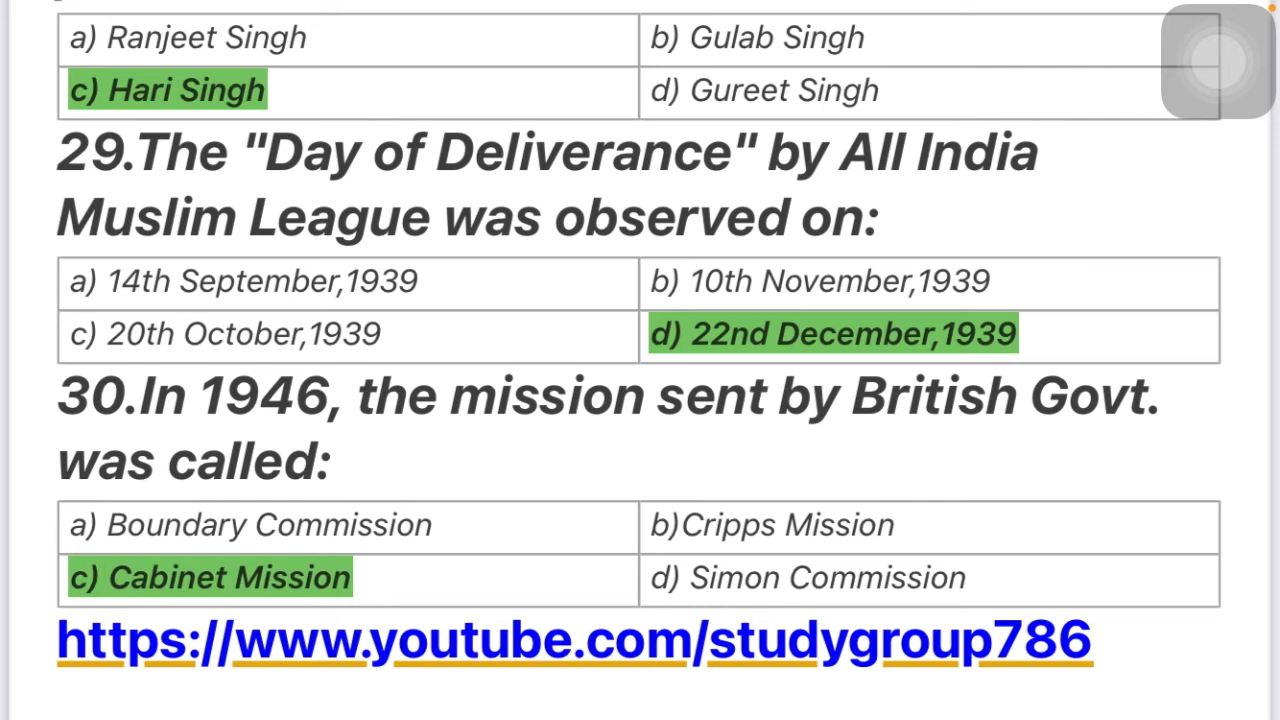 a) Ranjeet Singh b) Gulab Singh
c) Hari Singh d) Gureet Singh
29.The "Day of Deliverance" by All India
Muslim League was observed on:
a) 14th September,1939 b) 10th November,1939
c) 20th October,1939 d) 22nd December,1939
30.In 1946, the mission sent by British Govt.
was called:
a) Boundary Commission b)Cripps Mission
c) Cabinet Mission d) Simon Commission
https://www.youtube.com/studygroup786